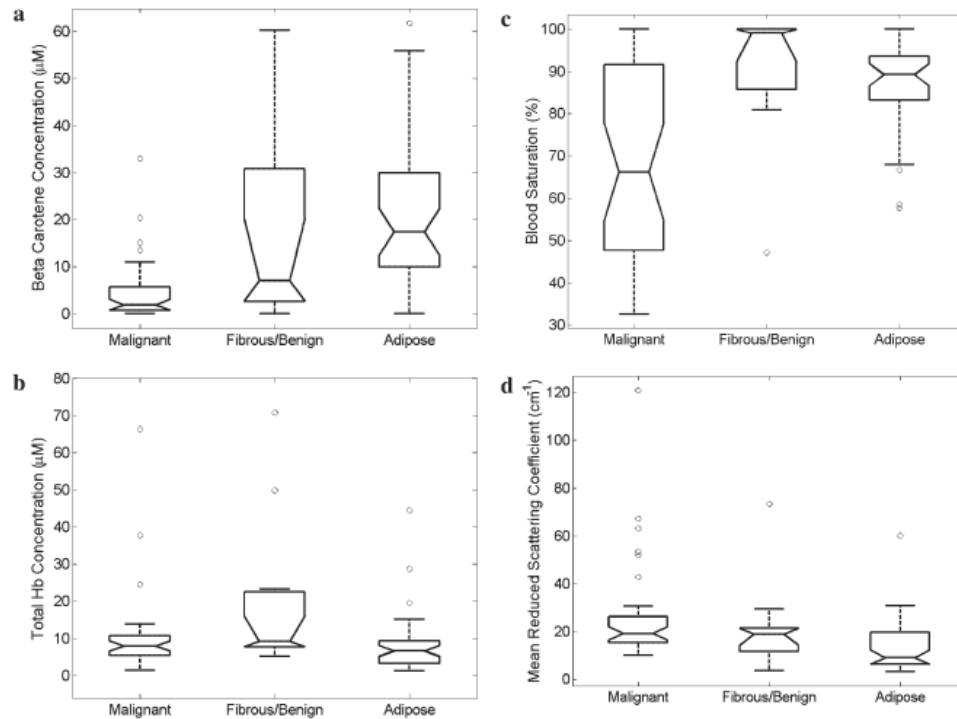 a
Beta Carotene Concentration (μM)
60
50
40
30
20
10
0
Malignant Fibrous/Benign Adipose
b
Total Hb Concentration (μM)
80
70
60
50
40
30
20
10
0
Malignant Fibrous/Benign Adipose
c
Blood Saturation (%)
100
90
80
70
60
50
40
30
Malignant Fibrous/Benign Adipose
d
Mean Reduced Scattering Coefficient (cm⁻¹)
120
100
80
60
40
20
0
Malignant Fibrous/Benign Adipose